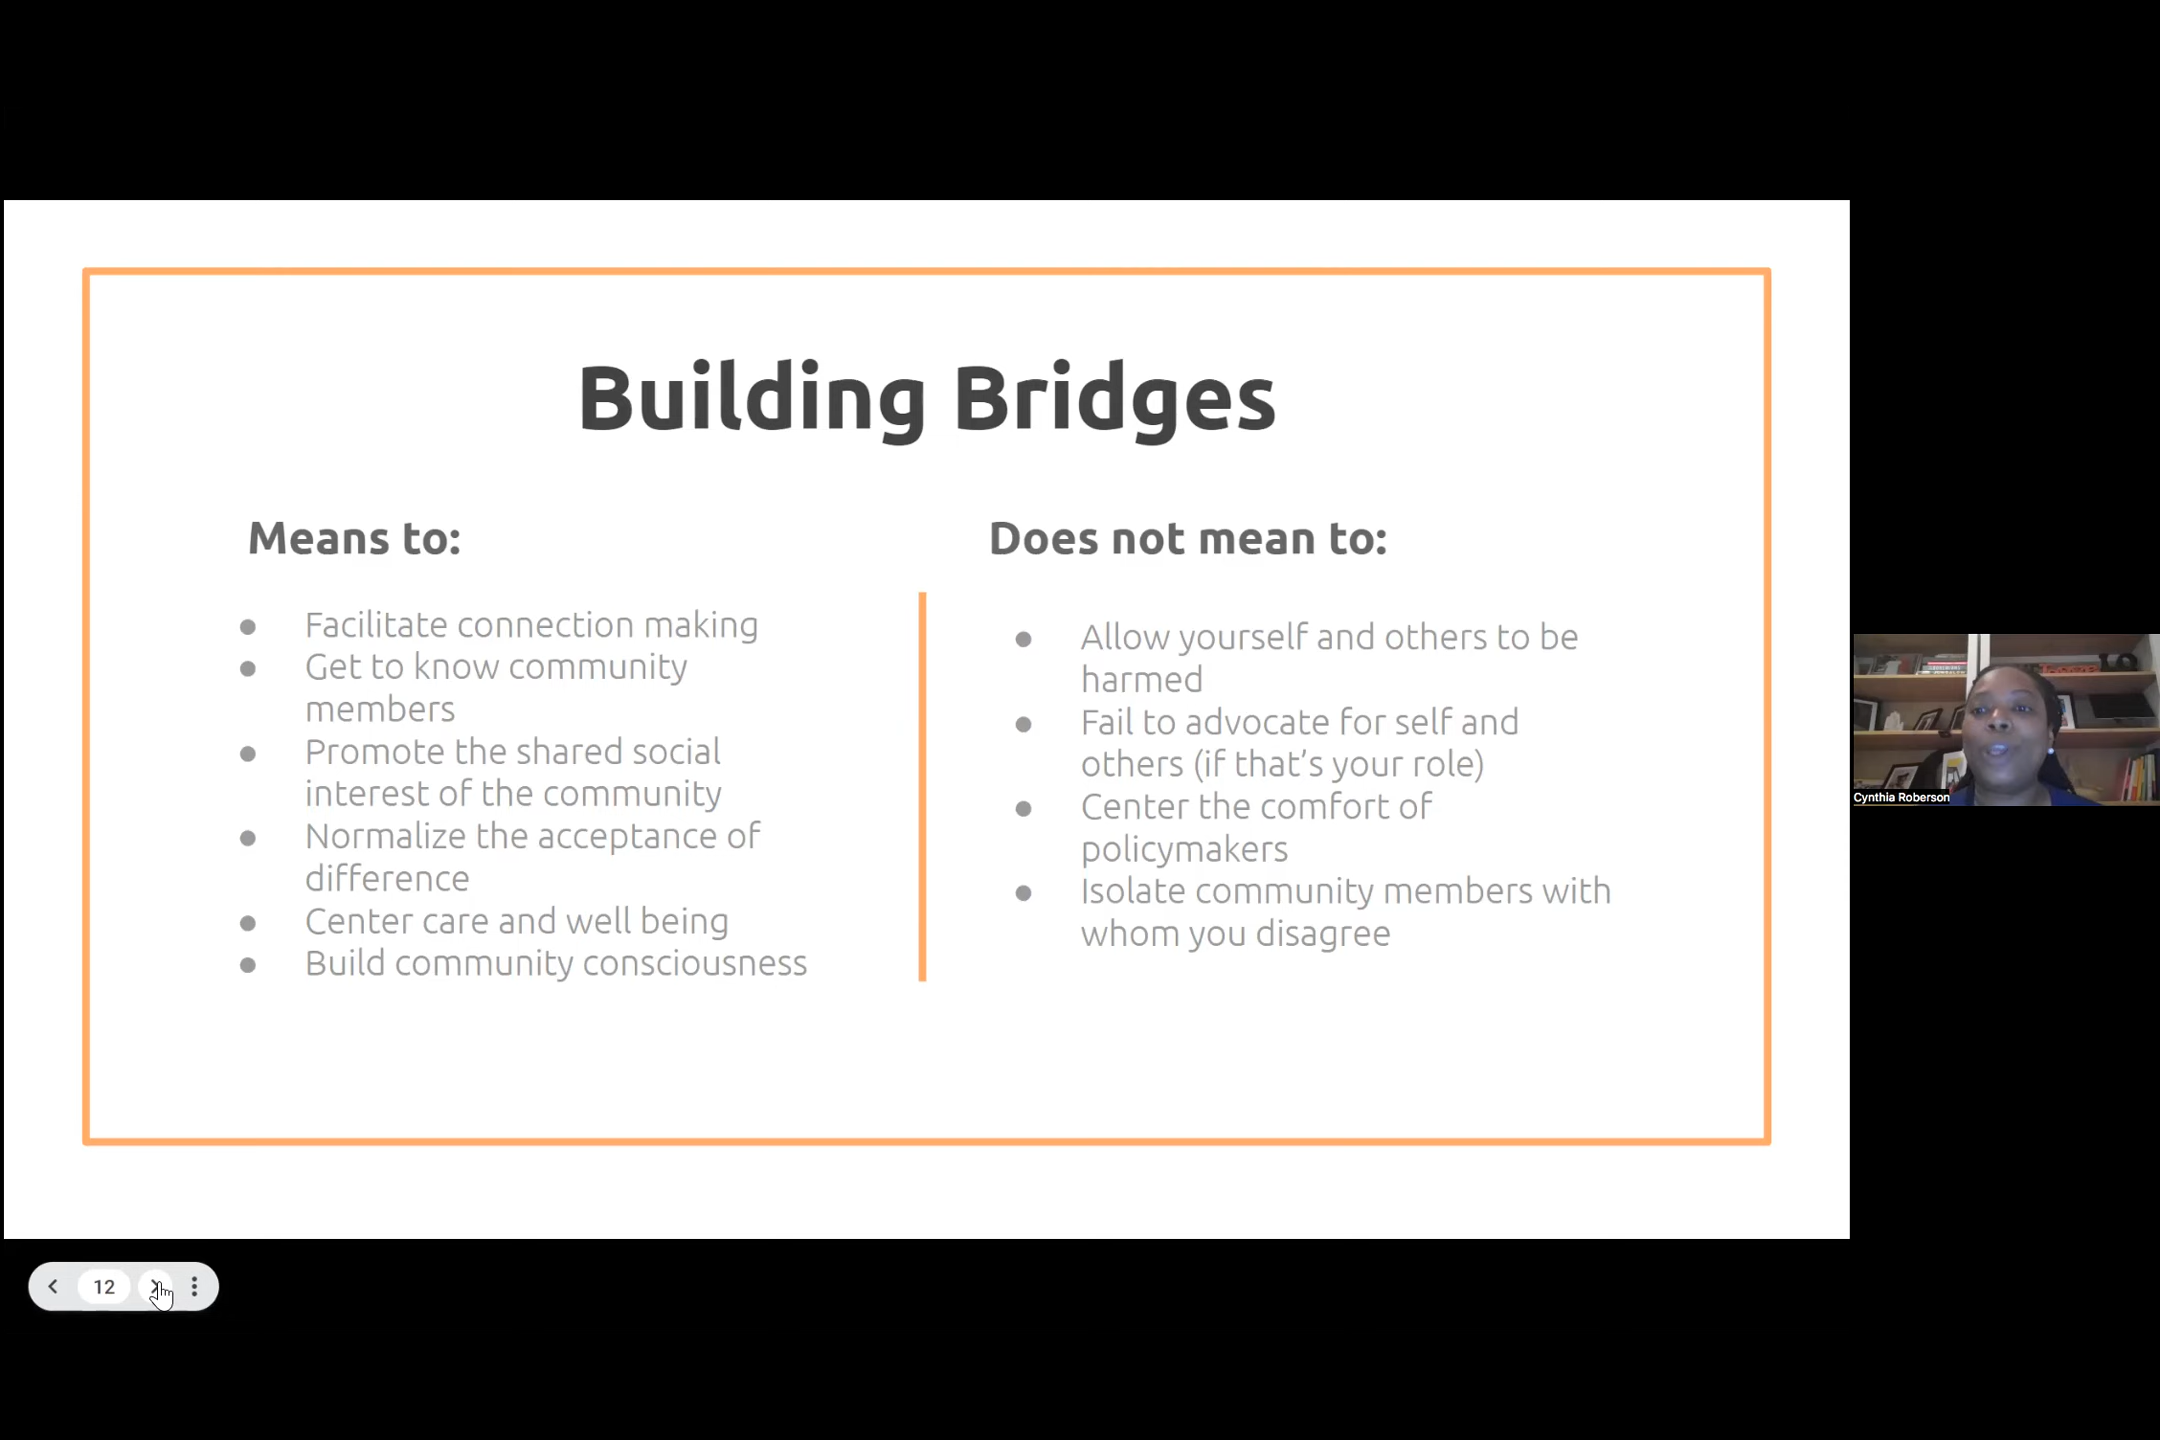 Building Bridges
Means to:
Facilitate connection making
Get to know community
members
Promote the shared social
interest of the community
Normalize the acceptance of
difference
Center care and well being
Build community consciousness
Does not mean to:
Allow yourself and others to be
harmed
Fail to advocate for self and
others (if that’s your role)
Center the comfort of
policymakers
Isolate community members with
whom you disagree
Cynthia Roberson
12